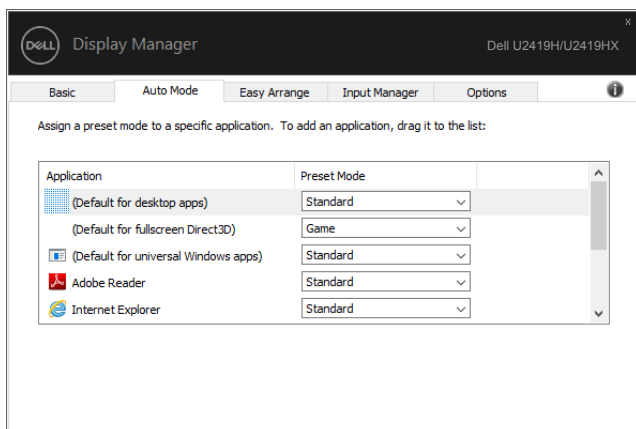 x
DELL Display Manager Dell U2419H/U2419HX
Basic Auto Mode Easy Arrange Input Manager Options i
Assign a preset mode to a specific application. To add an application, drag it to the list:
Application Preset Mode
(Default for desktop apps) Standard
(Default for fullscreen Direct3D) Game
(Default for universal Windows apps) Standard
Adobe Reader Standard
Internet Explorer Standard